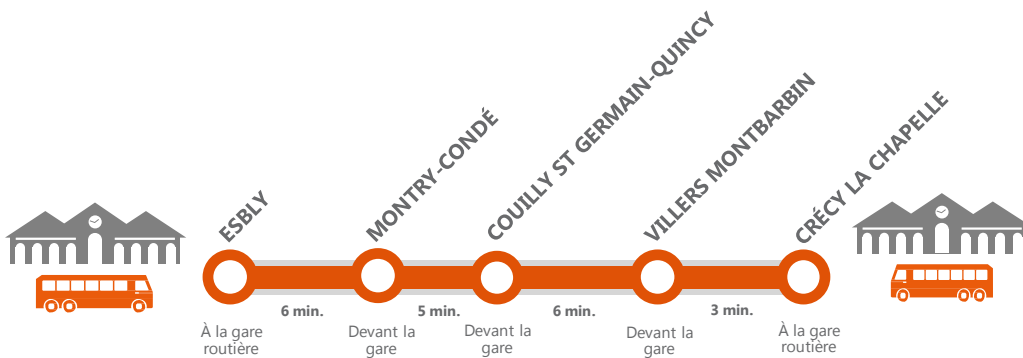 ESBLY
MONTRY-CONDÉ
COUILLY ST GERMAIN-QUINCY
VILLERS MONTBARBIN
CRÉCY LA CHAPELLE
6 min.
5 min.
6 min.
3 min.
À la gare
routière
Devant la
gare
Devant la
gare
Devant la
gare
À la gare
routière